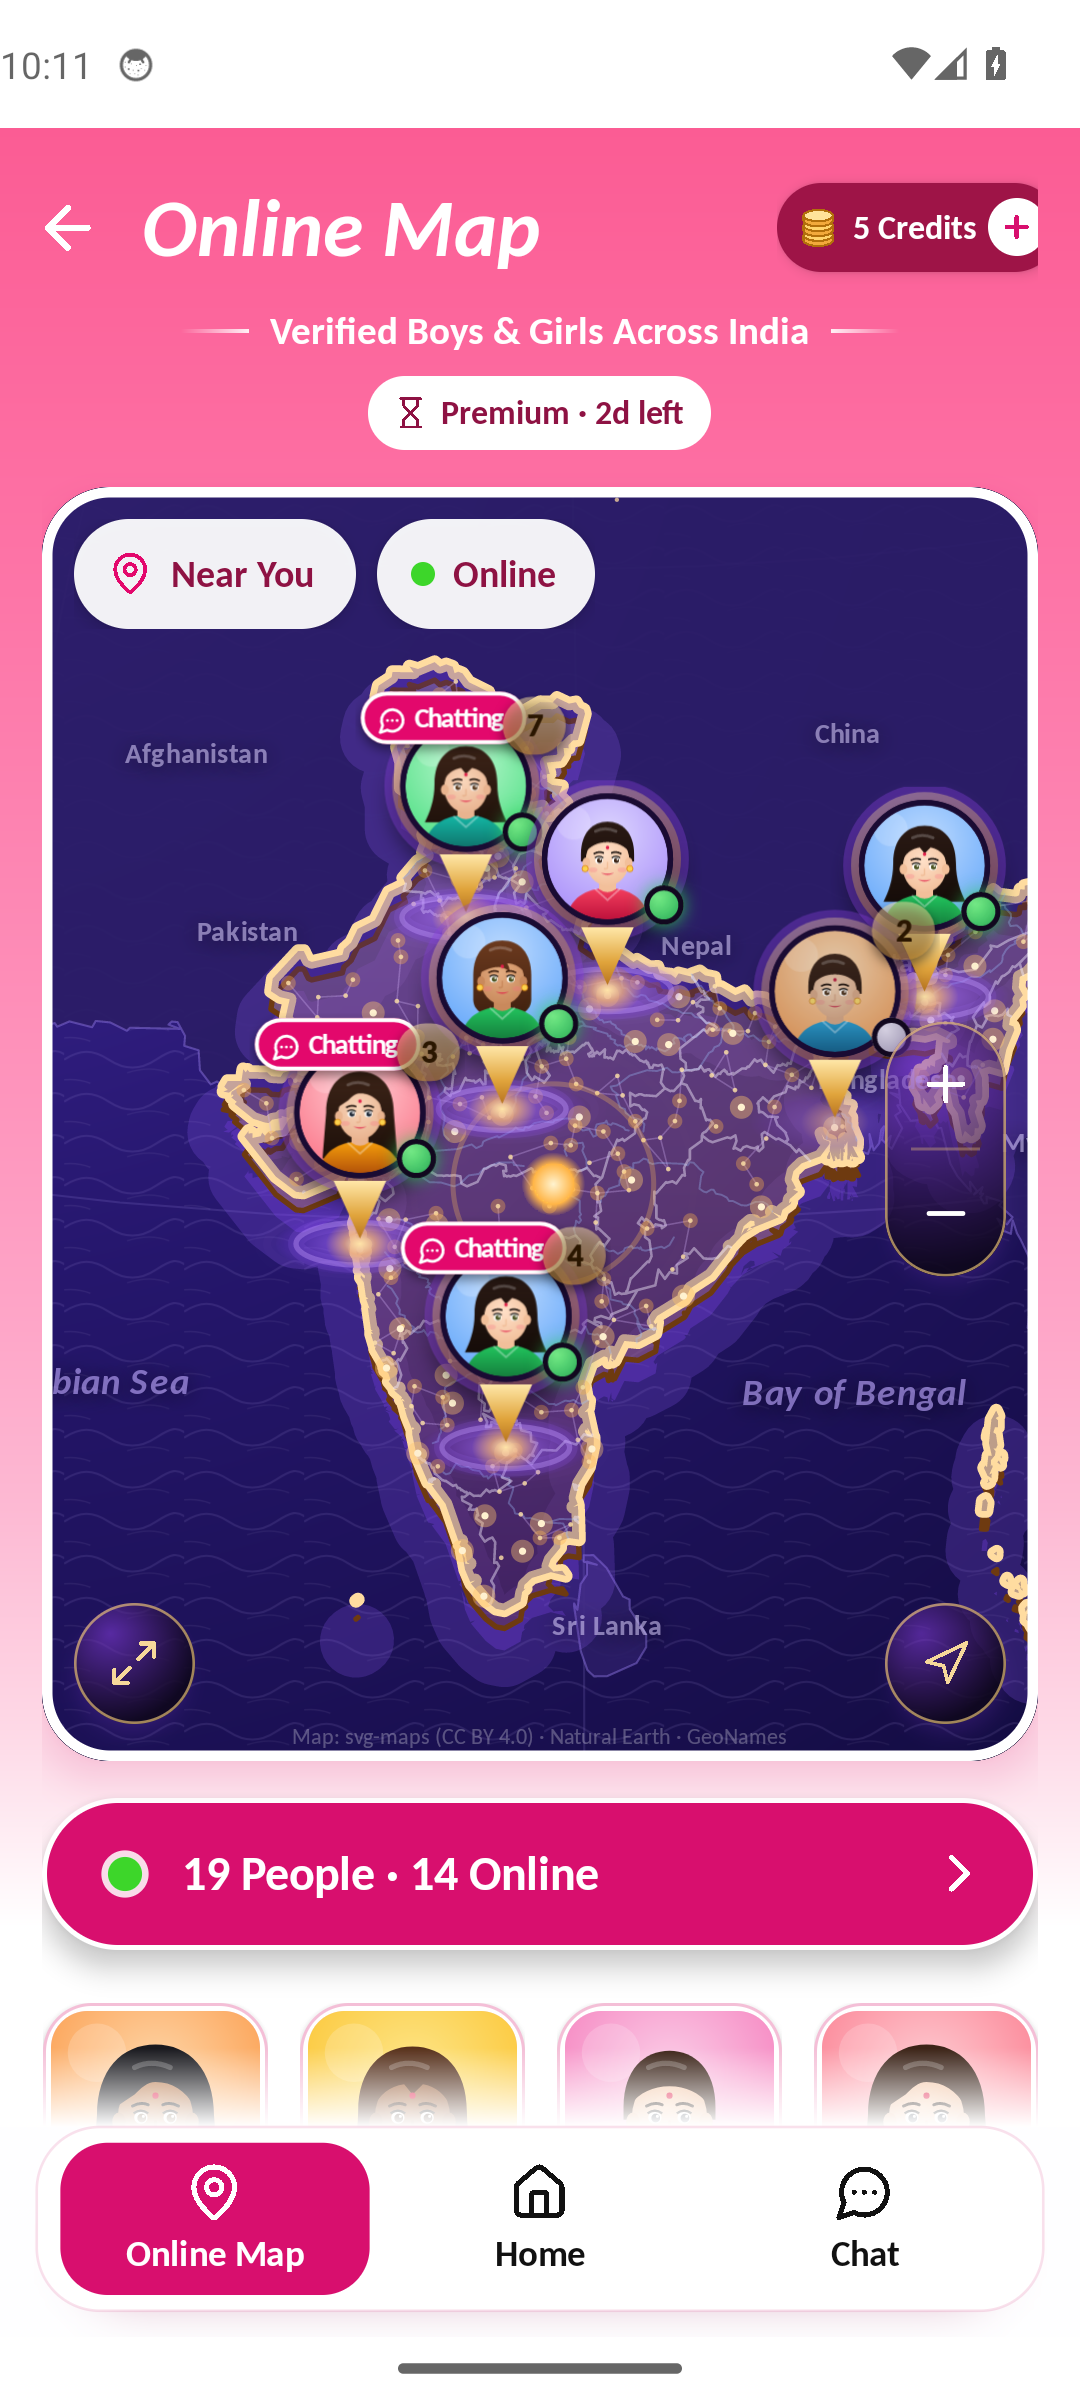 10:11
Online Map
5 Credits
Verified Boys & Girls Across India
Premium · 2d left
Near You
Online
Chatting
7
China
Afghanistan
Pakistan
Nepal
2
Chatting
3
Chatting
4
bian Sea
Bay of Bengal
Sri Lanka
Map: svg-maps (CC BY 4.0) · Natural Earth · GeoNames
19 People · 14 Online
Online Map
Home
Chat